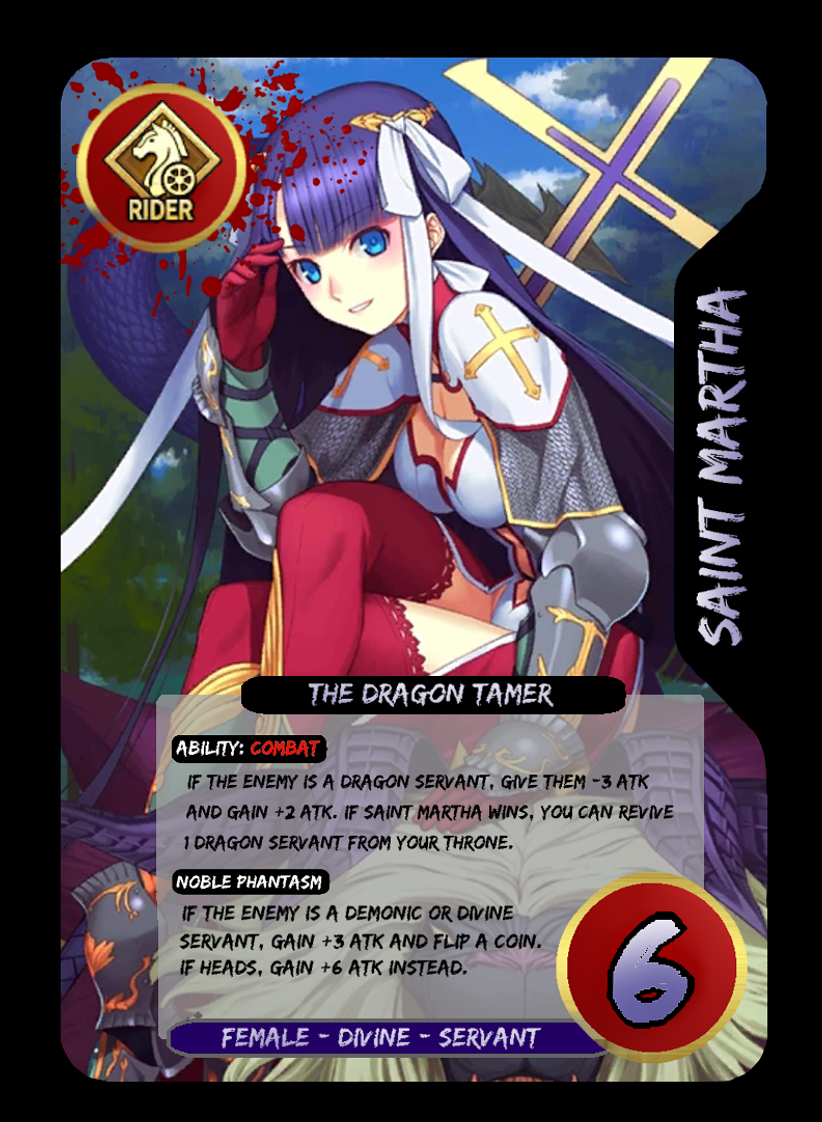 RIDER
SAINT MARTHA
THE DRAGON TAMER
ABILITY: COMBAT
IF THE ENEMY IS A DRAGON SERVANT, GIVE THEM -3 ATK
AND GAIN +2 ATK. IF SAINT MARTHA WINS, YOU CAN REVIVE
1 DRAGON SERVANT FROM YOUR THRONE.
NOBLE PHANTASM
IF THE ENEMY IS A DEMONIC OR DIVINE
SERVANT, GAIN +3 ATK AND FLIP A COIN.
IF HEADS, GAIN +6 ATK INSTEAD.
6
FEMALE - DIVINE - SERVANT